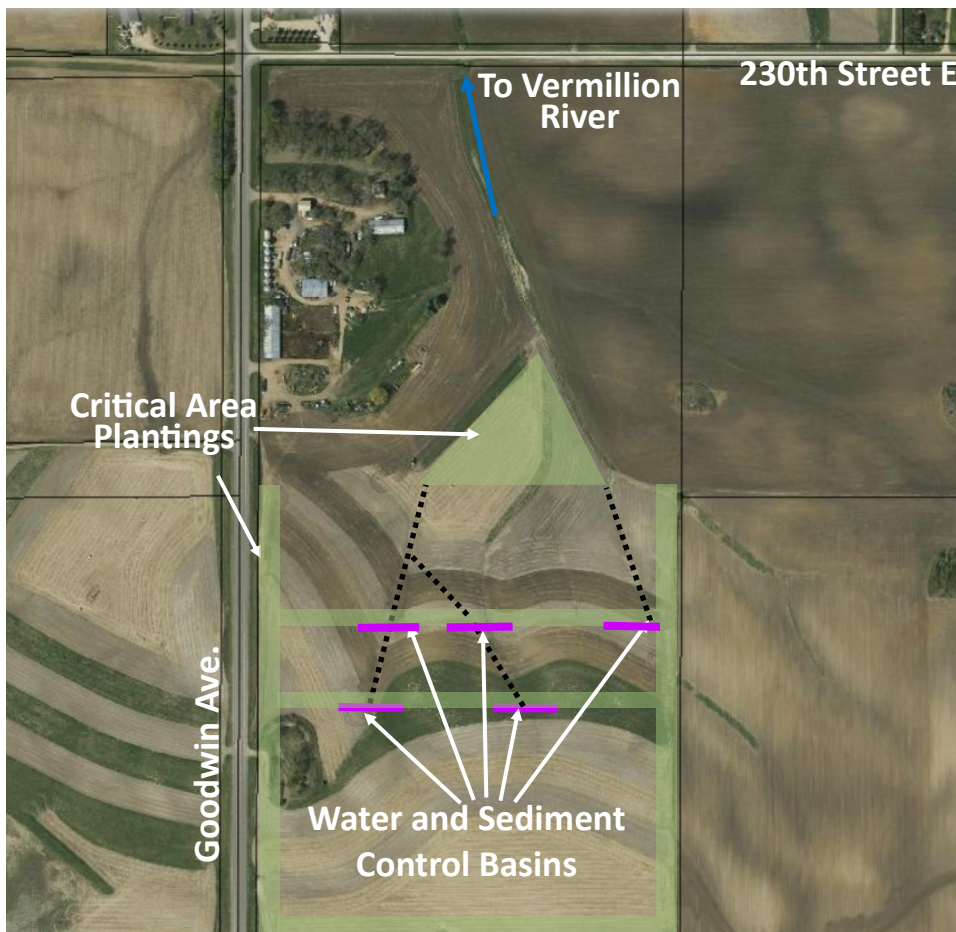 230th Street E
To Vermillion
River
Critical Area
Plantings
Goodwin Ave.
Water and Sediment
Control Basins